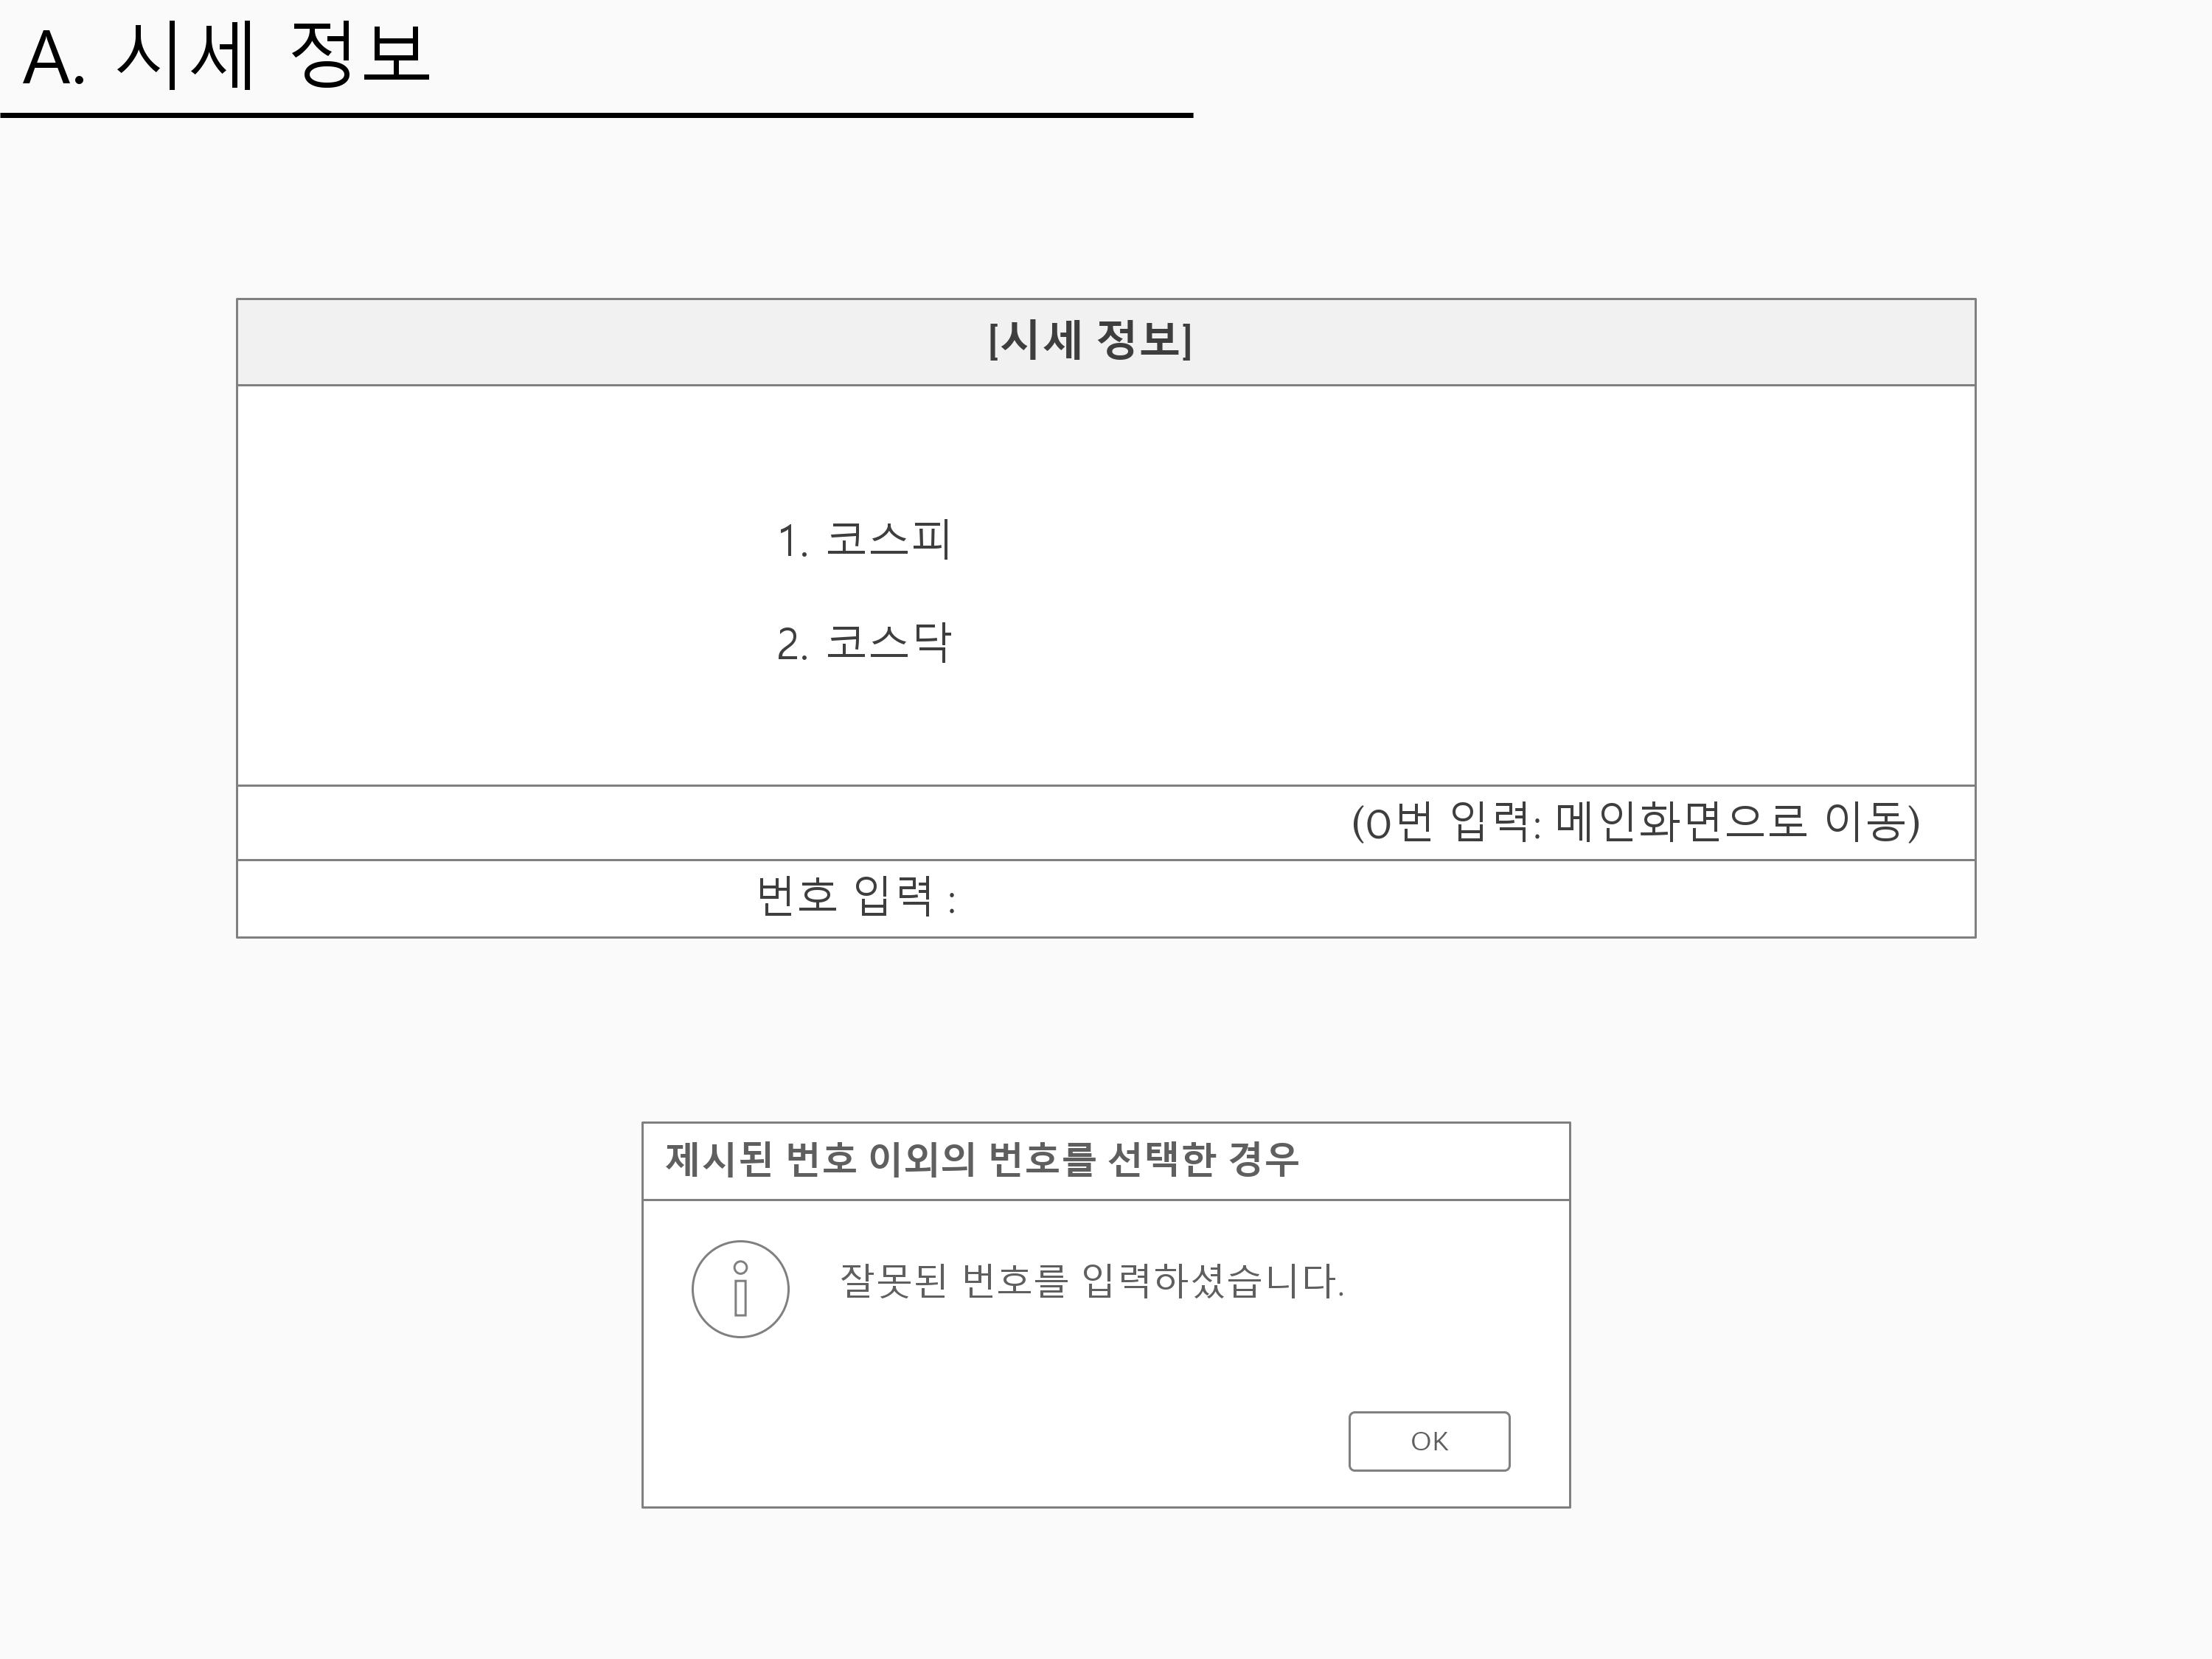 A. 시세 정보
[시세 정보]
1. 코스피
2. 코스닥
(0번 입력: 메인화면으로 이동)
번호 입력 :
제시된 번호 이외의 번호를 선택한 경우
잘못된 번호를 입력하셨습니다.
OK